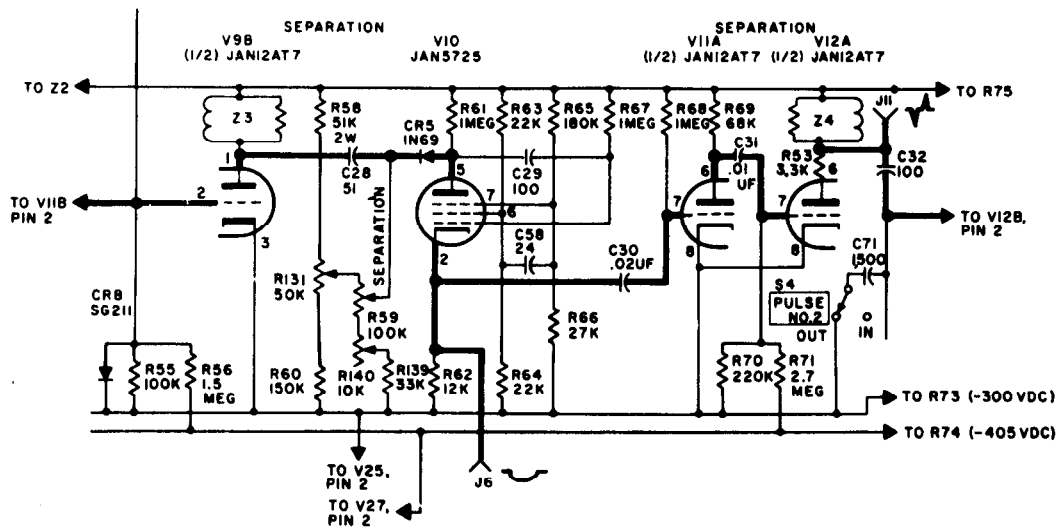 SEPARATION
V9B
(1/2) JAN12AT7
V10
JAN5725
SEPARATION
V11A
(1/2) JAN12AT7
V12A
(1/2) JAN12AT7
TO Z2
TO R75
J11
Z3
R58
51K
2W
CR5
1N69
R61
1MEG
R63
22K
R65
180K
R67
1MEG
R68
1MEG
R69
68K
Z4
C31
.01
UF
R53
3.3K
C32
100
1
C28
51
5
C29
100
6
6
2
7
6
7
7
TO V11B
PIN 2
3
SEPARATION
2
C58
24
C30
.02UF
8
8
TO V12B,
PIN 2
C71
1500
R131
50K
R59
100K
S4
PULSE
NO.2
OUT
IN
CR8
SG211
R66
27K
R55
100K
R56
1.5
MEG
R60
150K
R140
10K
R139
33K
R62
12K
R64
22K
R70
220K
R71
2.7
MEG
TO R73 (-300 VDC)
TO R74 (-405VDC)
TO V25,
PIN 2
J6
TO V27,
PIN 2